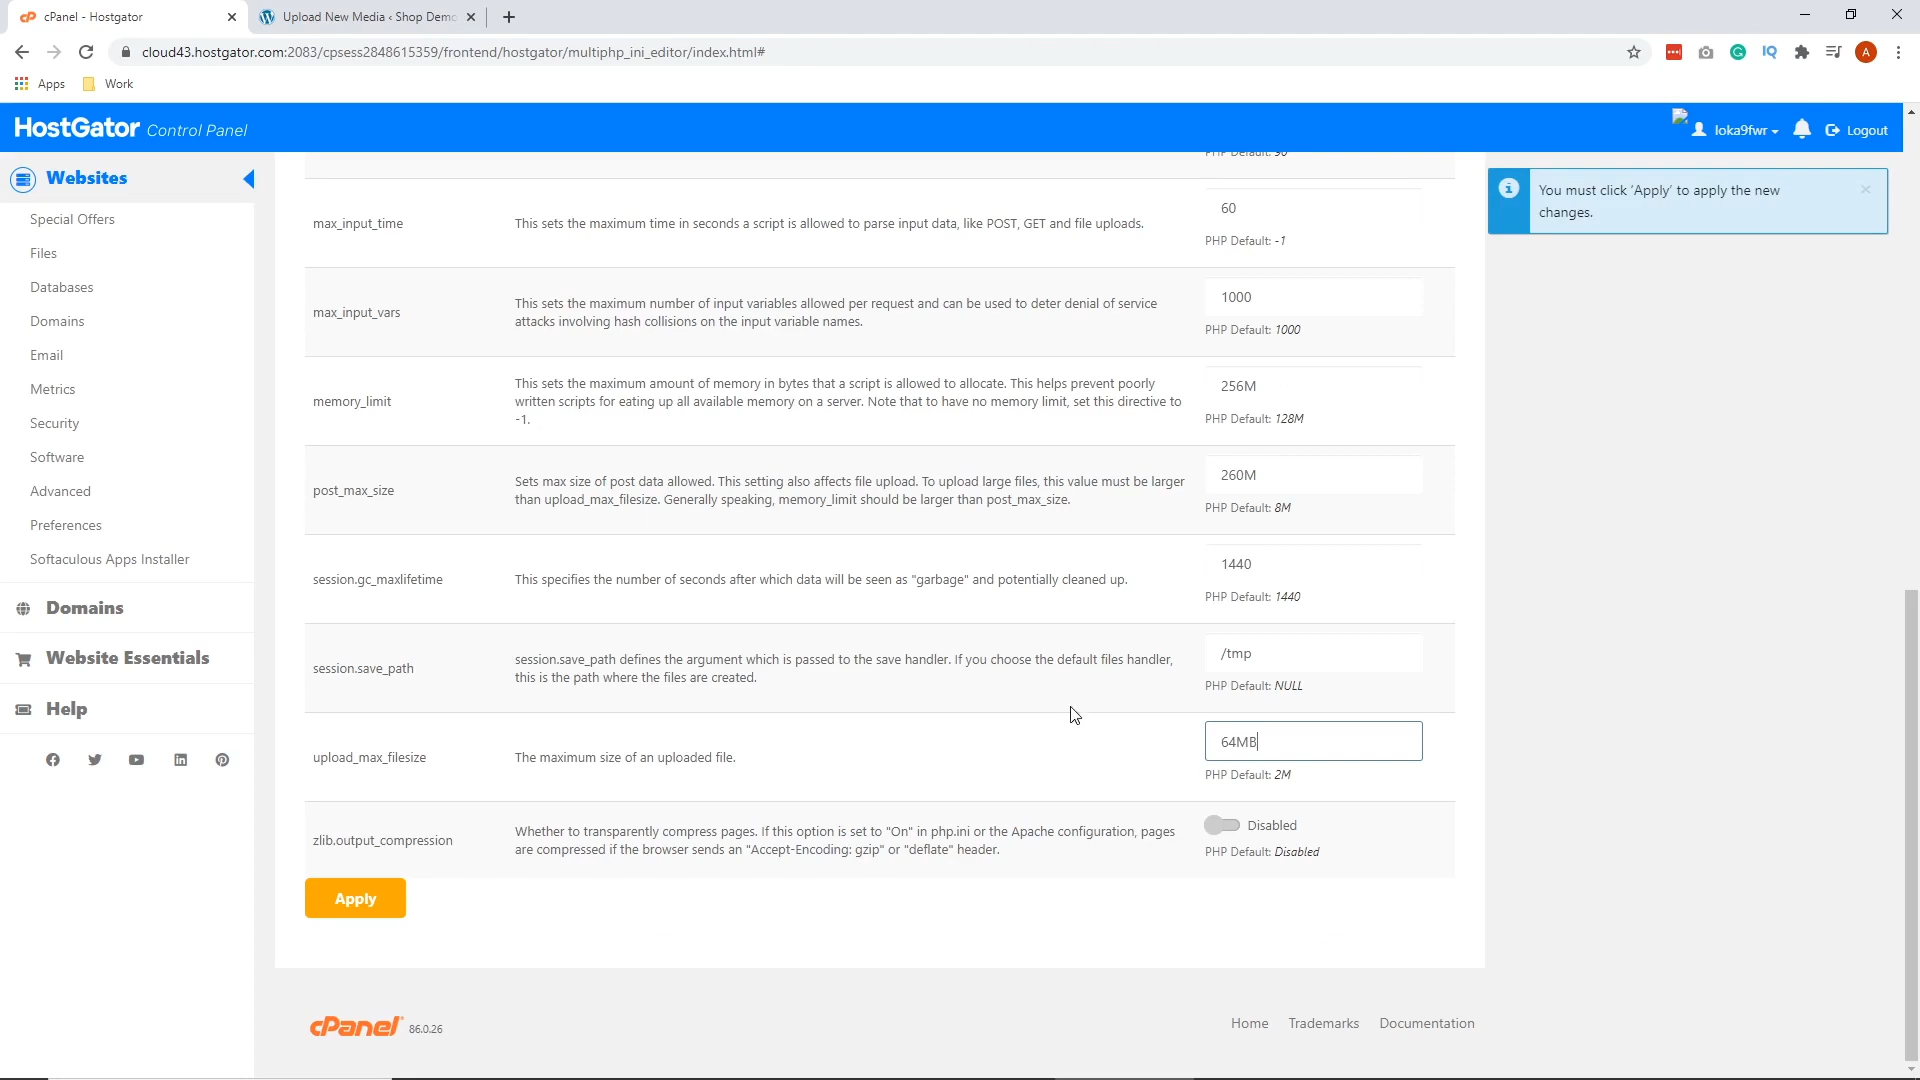 cPanel - Hostgator
Upload New Media ‹ Shop Demo
cloud43.hostgator.com:2083/cpsess2848615359/frontend/hostgator/multiphp_ini_editor/index.html#
IQ
A
Apps
Work
HostGator Control Panel
loka9fwr
Logout
Websites
Special Offers
Files
Databases
Domains
Email
Metrics
Security
Software
Advanced
Preferences
Softaculous Apps Installer
Domains
Website Essentials
Help
PHP Default: 90
max_input_time
This sets the maximum time in seconds a script is allowed to parse input data, like POST, GET and file uploads.
60
PHP Default: -1
max_input_vars
This sets the maximum number of input variables allowed per request and can be used to deter denial of service
attacks involving hash collisions on the input variable names.
1000
PHP Default: 1000
memory_limit
This sets the maximum amount of memory in bytes that a script is allowed to allocate. This helps prevent poorly
written scripts for eating up all available memory on a server. Note that to have no memory limit, set this directive to
-1.
256M
PHP Default: 128M
post_max_size
Sets max size of post data allowed. This setting also affects file upload. To upload large files, this value must be larger
than upload_max_filesize. Generally speaking, memory_limit should be larger than post_max_size.
260M
PHP Default: 8M
session.gc_maxlifetime
This specifies the number of seconds after which data will be seen as "garbage" and potentially cleaned up.
1440
PHP Default: 1440
session.save_path
session.save_path defines the argument which is passed to the save handler. If you choose the default files handler,
this is the path where the files are created.
/tmp
PHP Default: NULL
upload_max_filesize
The maximum size of an uploaded file.
64MB
PHP Default: 2M
zlib.output_compression
Whether to transparently compress pages. If this option is set to "On" in php.ini or the Apache configuration, pages
are compressed if the browser sends an "Accept-Encoding: gzip" or "deflate" header.
Disabled
PHP Default: Disabled
Apply
You must click 'Apply' to apply the new
changes.
cPanel 86.0.26
Home
Trademarks
Documentation